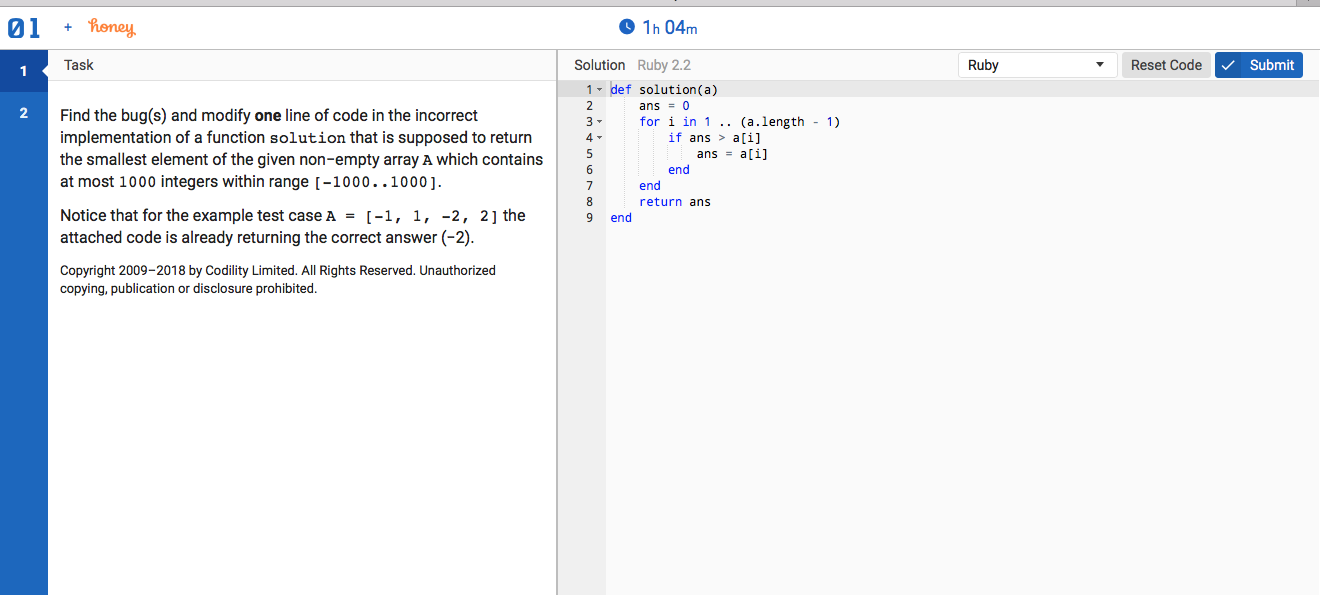 01 + honey
1h 04m
1
2
Task
Find the bug(s) and modify one line of code in the incorrect
implementation of a function solution that is supposed to return
the smallest element of the given non-empty array A which contains
at most 1000 integers within range [-1000..1000].
Notice that for the example test case A = [-1, 1, -2, 2] the
attached code is already returning the correct answer (-2).
Copyright 2009–2018 by Codility Limited. All Rights Reserved. Unauthorized
copying, publication or disclosure prohibited.
Solution Ruby 2.2
Ruby
Reset Code
Submit
1 def solution(a)
2     ans = 0
3     for i in 1 .. (a.length - 1)
4         if ans > a[i]
5             ans = a[i]
6         end
7     end
8     return ans
9 end